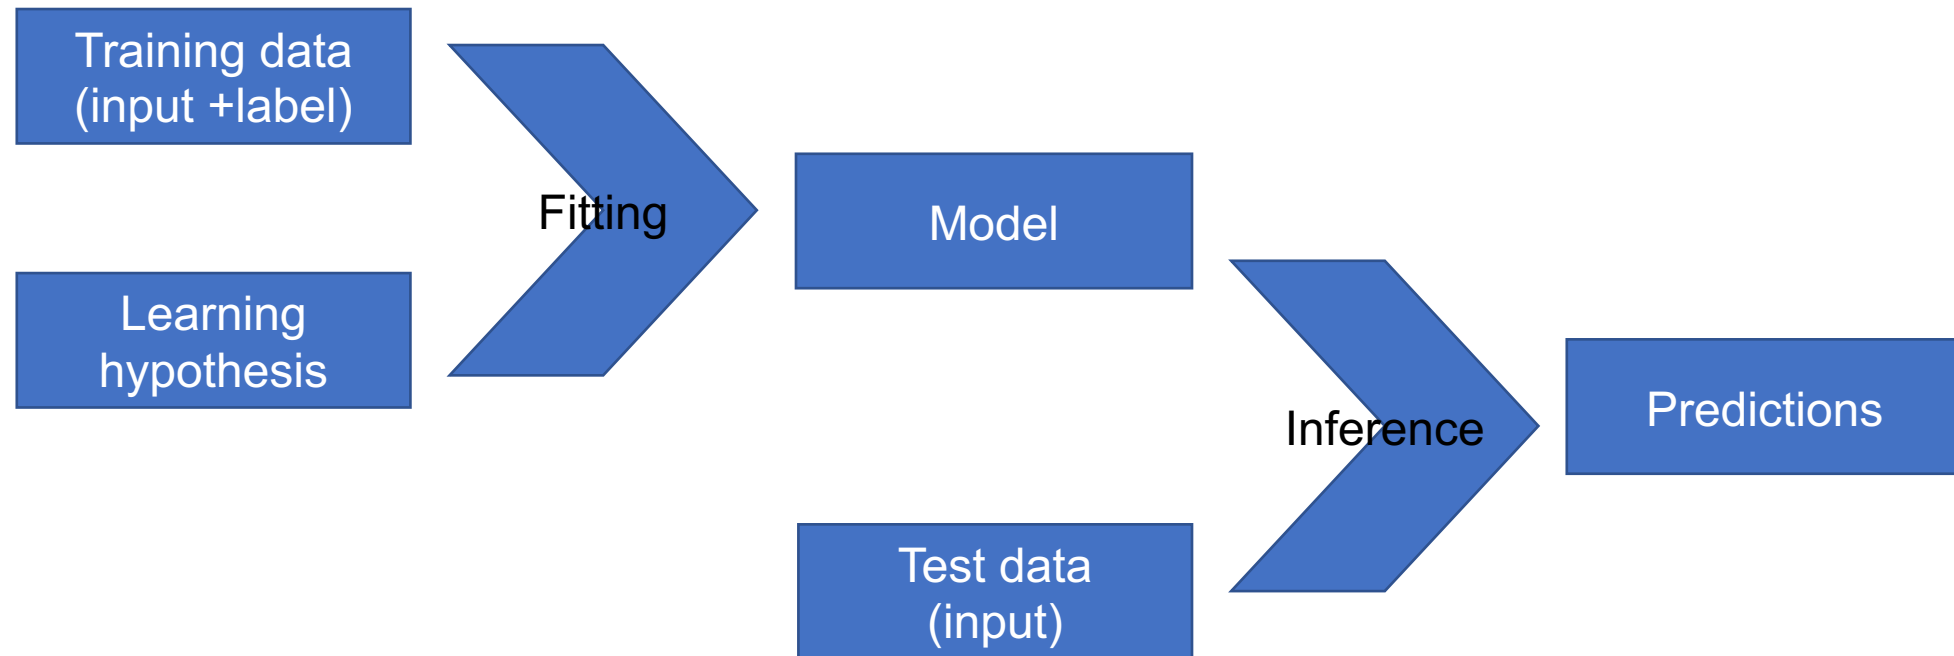 Training data
(input +label)
Learning
hypothesis
Fitting
Model
Test data
(input)
Inference
Predictions